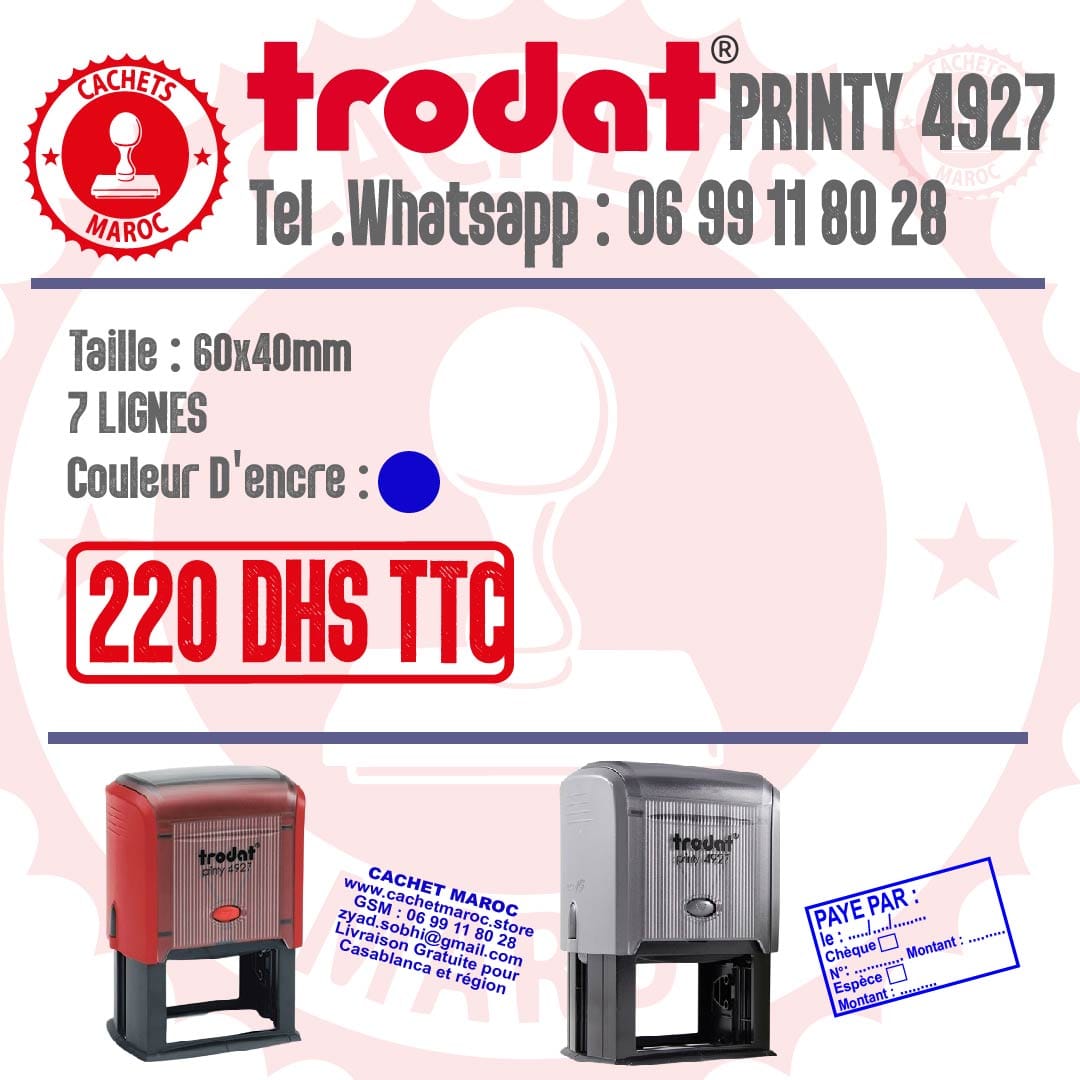 CACHETS
MAROC
trodat® PRINTY 4927
Tel .Whatsapp : 06 99 11 80 28
CACHETS
MAROC
Taille : 60x40mm
7 LIGNES
Couleur D'encre :
220 DHS TTC
trodat
printy 4927
CACHET MAROC
www.cachetmaroc.store
GSM : 06 99 11 80 28
zyad.sobhi@gmail.com
Livraison Gratuite pour
Casablanca et région
trodat®
printy 4927
PAYE PAR :
le : ...../..../........
Chèque
N°: ........... Montant : .........
Espèce
Montant : .........